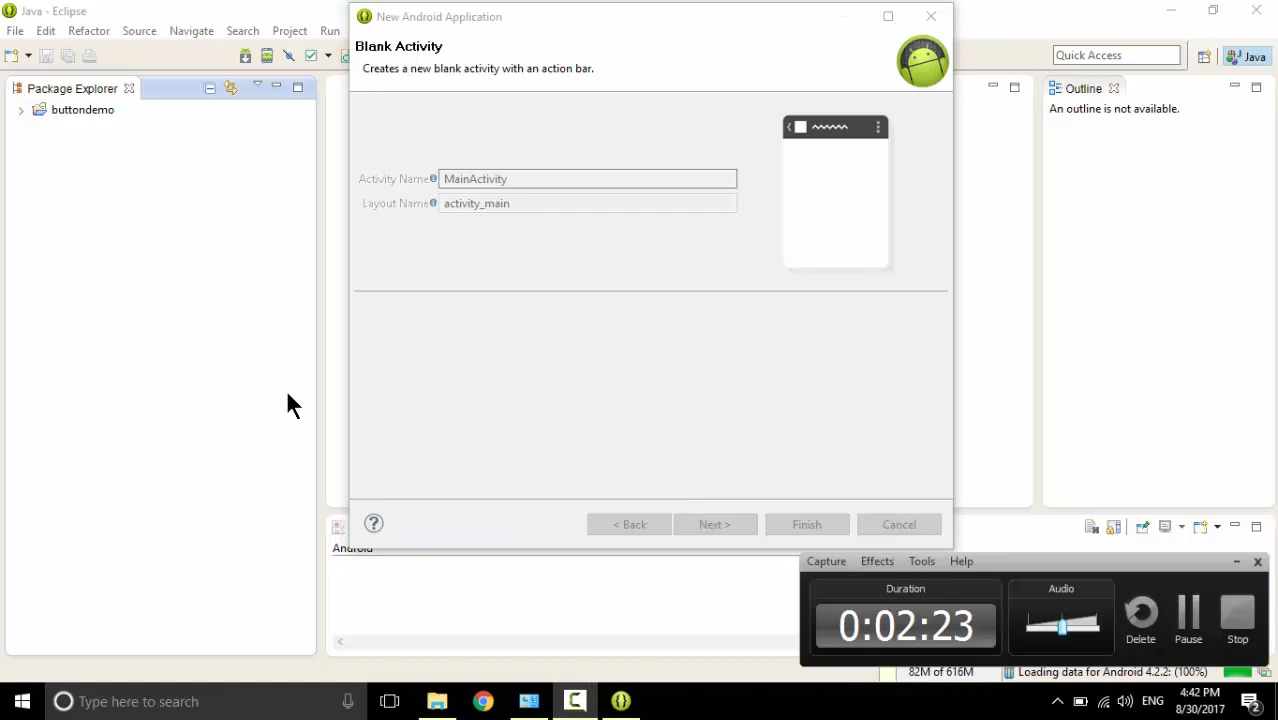 Java - Eclipse
File Edit Refactor Source Navigate Search Project Run
Quick Access
Java
Package Explorer
buttondemo
New Android Application
Blank Activity
Creates a new blank activity with an action bar.
Activity Name
MainActivity
Layout Name
activity_main
?
< Back
Next >
Finish
Cancel
Outline
An outline is not available.
Android
Capture Effects Tools Help
Duration
0:02:23
Audio
Delete
Pause
Stop
82M of 616M
Loading data for Android 4.2.2: (100%)
Type here to search
ENG
4:42 PM
8/30/2017
2